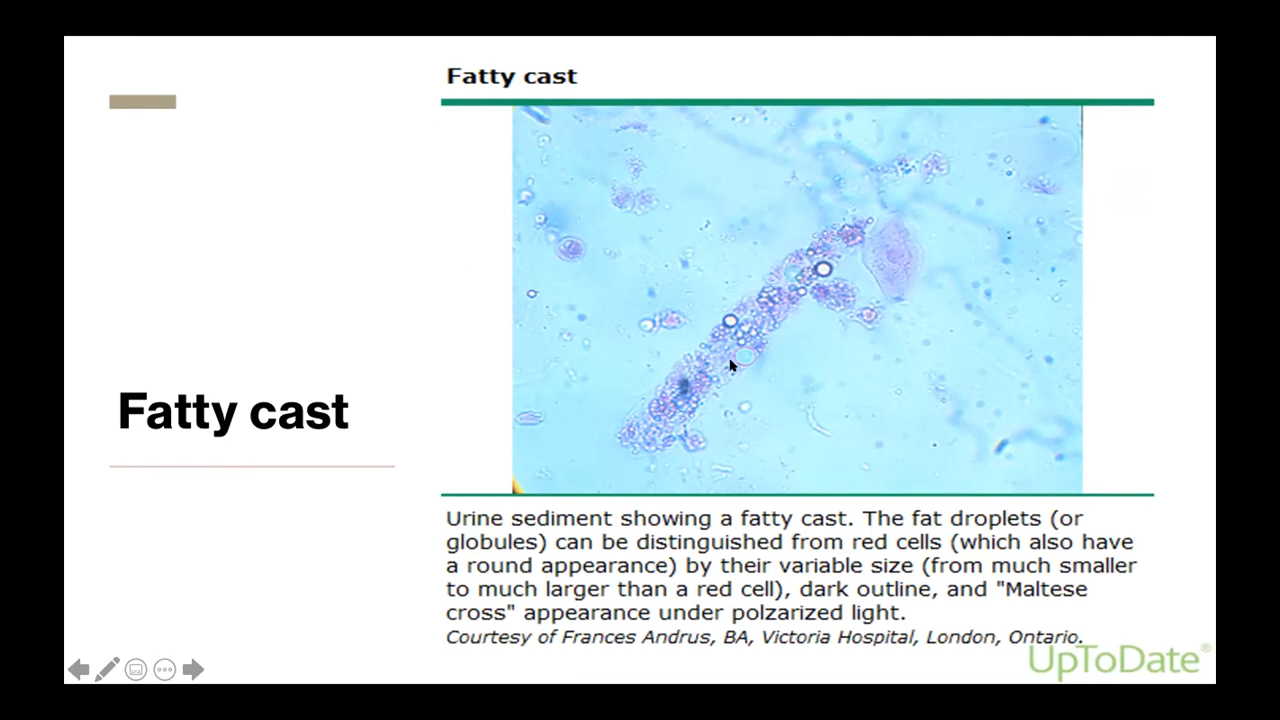 Fatty cast
Fatty cast
Urine sediment showing a fatty cast. The fat droplets (or
globules) can be distinguished from red cells (which also have
a round appearance) by their variable size (from much smaller
to much larger than a red cell), dark outline, and "Maltese
cross" appearance under polzarized light.
Courtesy of Frances Andrus, BA, Victoria Hospital, London, Ontario.
UpToDate®